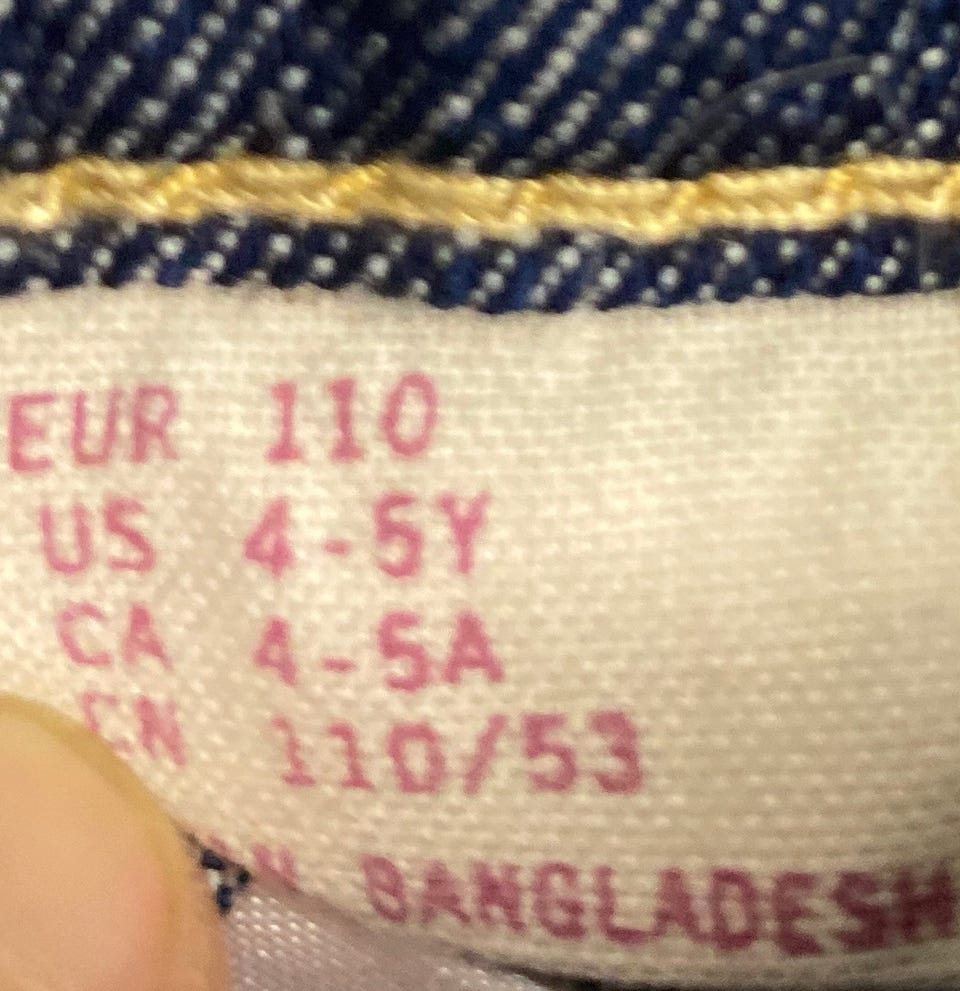 EUR 110
US 4-5Y
CA 4-5A
CN 110/53
BANGLADESH